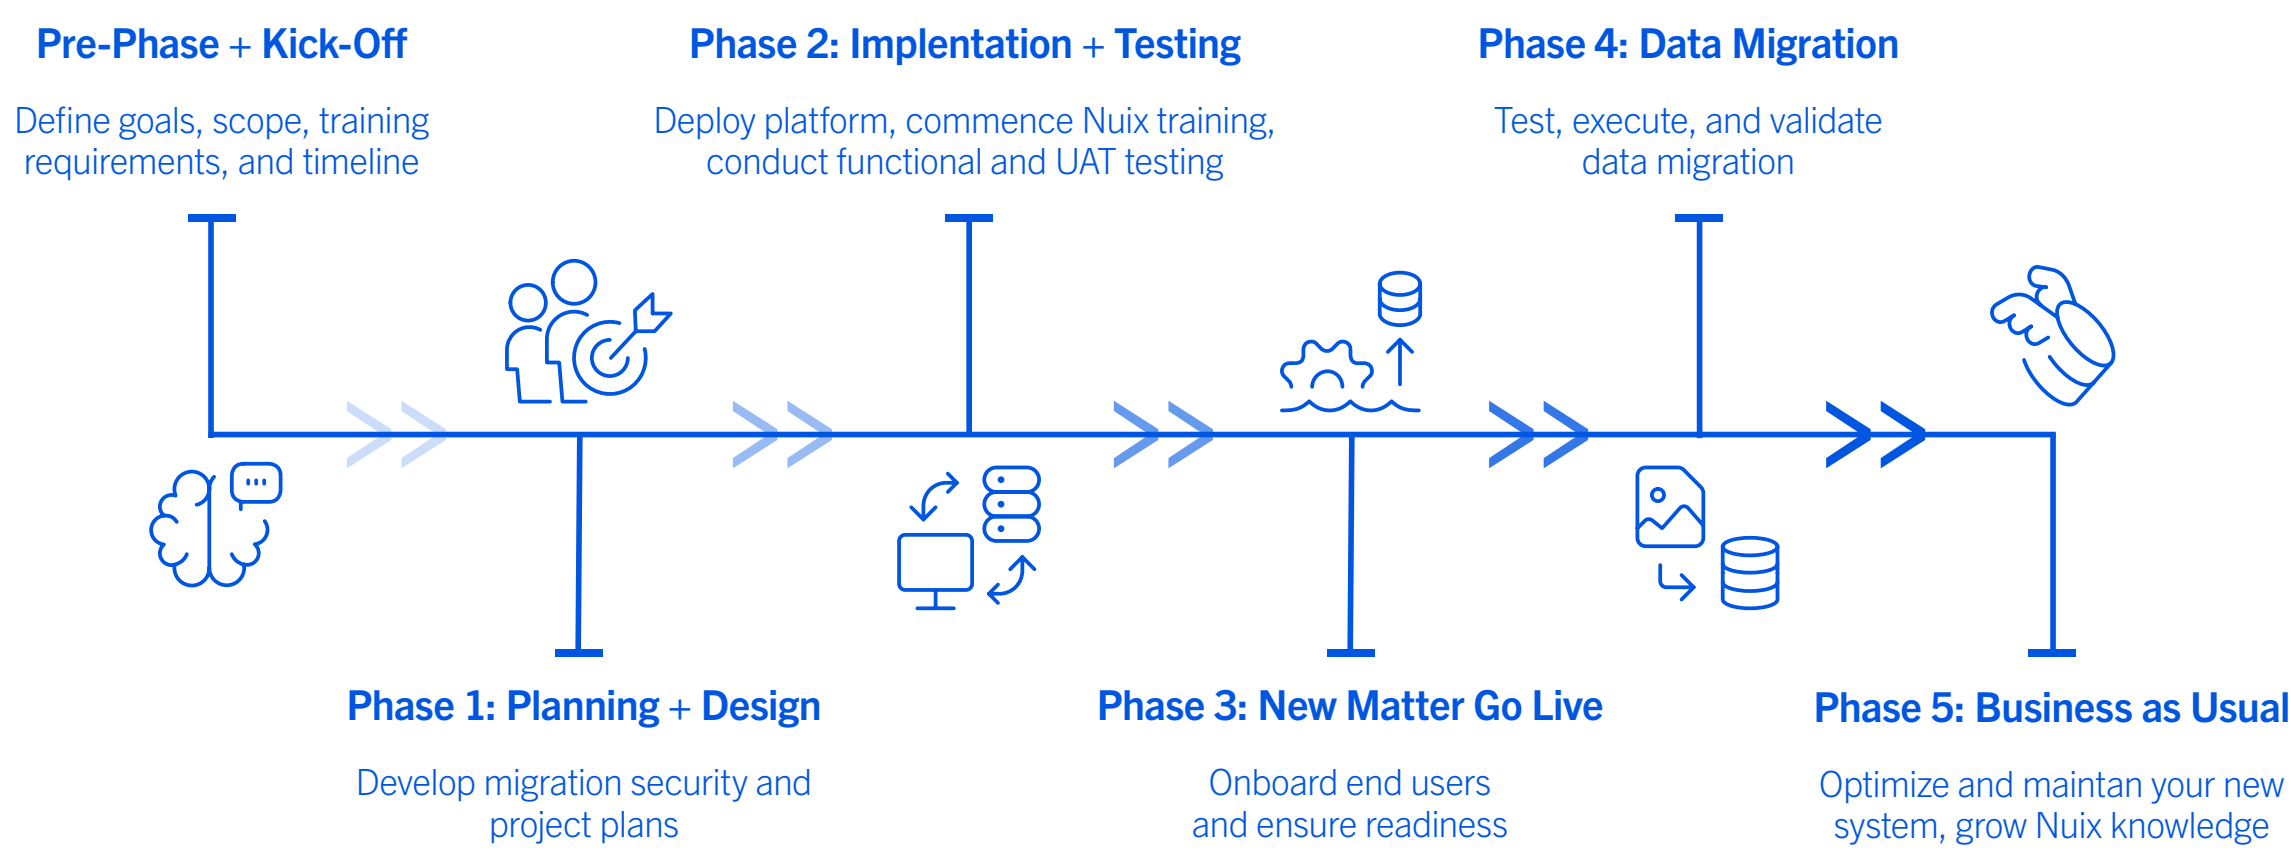 Pre-Phase + Kick-Off
Define goals, scope, training
requirements, and timeline
Phase 1: Planning + Design
Develop migration security and
project plans
Phase 2: Implentation + Testing
Deploy platform, commence Nuix training,
conduct functional and UAT testing
Phase 3: New Matter Go Live
Onboard end users
and ensure readiness
Phase 4: Data Migration
Test, execute, and validate
data migration
Phase 5: Business as Usual
Optimize and maintan your new
system, grow Nuix knowledge